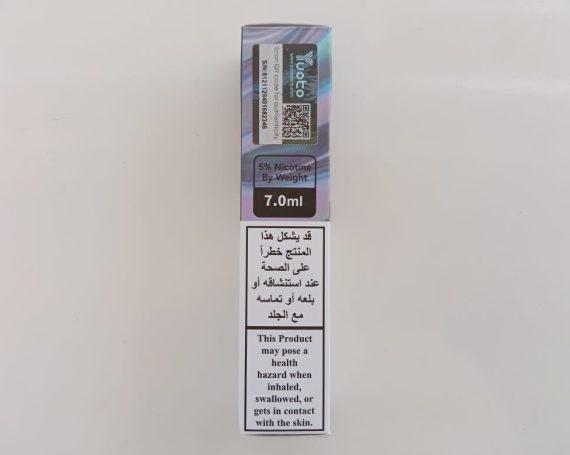 Yuoto
Scan QR code for authenticity
5% Nicotine
By Weight
7.0ml
قد يشكل هذا
المنتج خطرأ
على الصحة
عند استنشاقه أو
بلعه أو تماسه
مع الجلد
This Product
may pose a
health
hazard when
inhaled,
swallowed, or
gets in contact
with the skin.